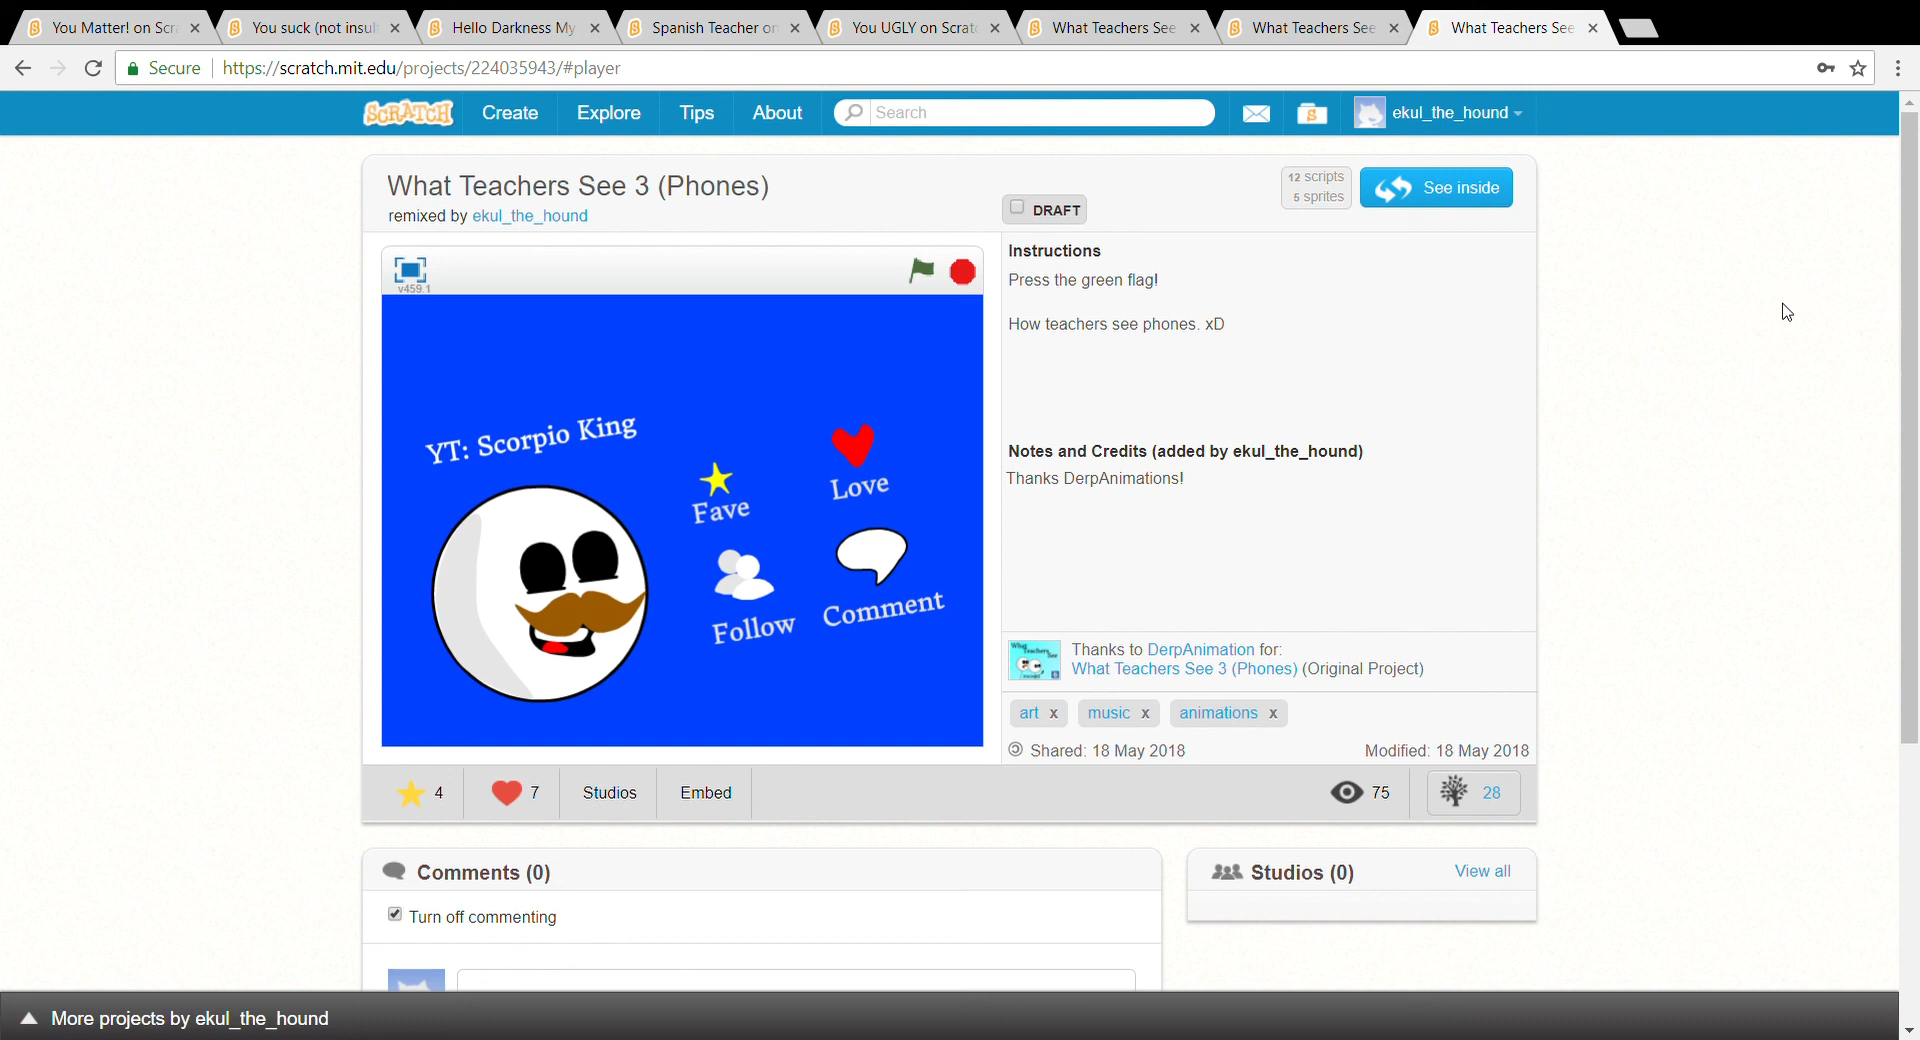 You Matter! on Scr
You suck (not insul
Hello Darkness My
Spanish Teacher on
You UGLY on Scrat
What Teachers See
What Teachers See
What Teachers See
Secure
https://scratch.mit.edu/projects/224035943/#player
SCRATCH
Create
Explore
Tips
About
Search
ekul_the_hound
What Teachers See 3 (Phones)
remixed by ekul_the_hound
DRAFT
12 scripts
5 sprites
See inside
v459.1
YT: Scorpio King
Fave
Love
Follow
Comment
Instructions
Press the green flag!
How teachers see phones. xD
Notes and Credits (added by ekul_the_hound)
Thanks DerpAnimations!
Thanks to DerpAnimation for:
What Teachers See 3 (Phones) (Original Project)
art x
music x
animations x
Shared: 18 May 2018
Modified: 18 May 2018
4
7
Studios
Embed
75
28
Comments (0)
Turn off commenting
Studios (0)
View all
More projects by ekul_the_hound